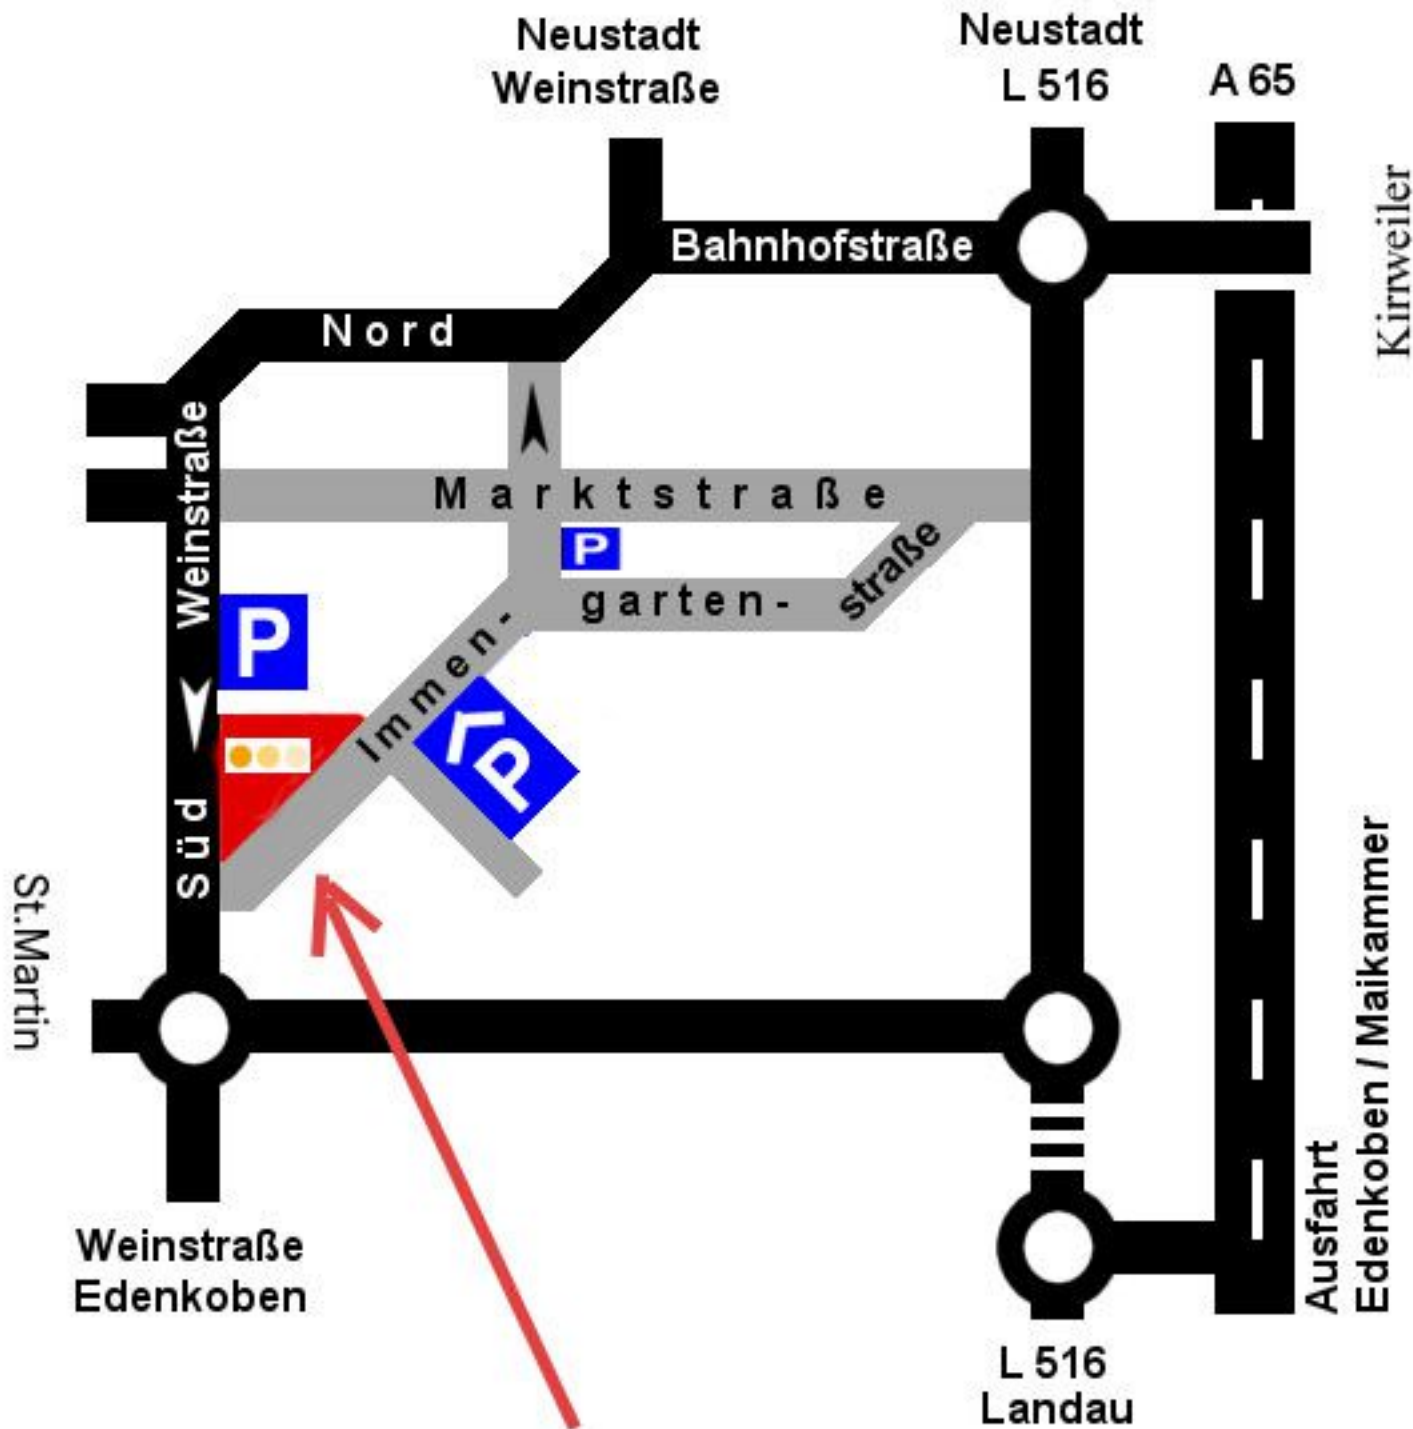 Neustadt
Weinstraße
Neustadt
L 516
A 65
Kirrweiler
Bahnhofstraße
Nord
Weinstraße
Marktstraße
P
garten-
straße
Immen-
P
P
Süd
St.Martin
Weinstraße
Edenkoben
Ausfahrt
Edenkoben / Maikammer
L 516
Landau